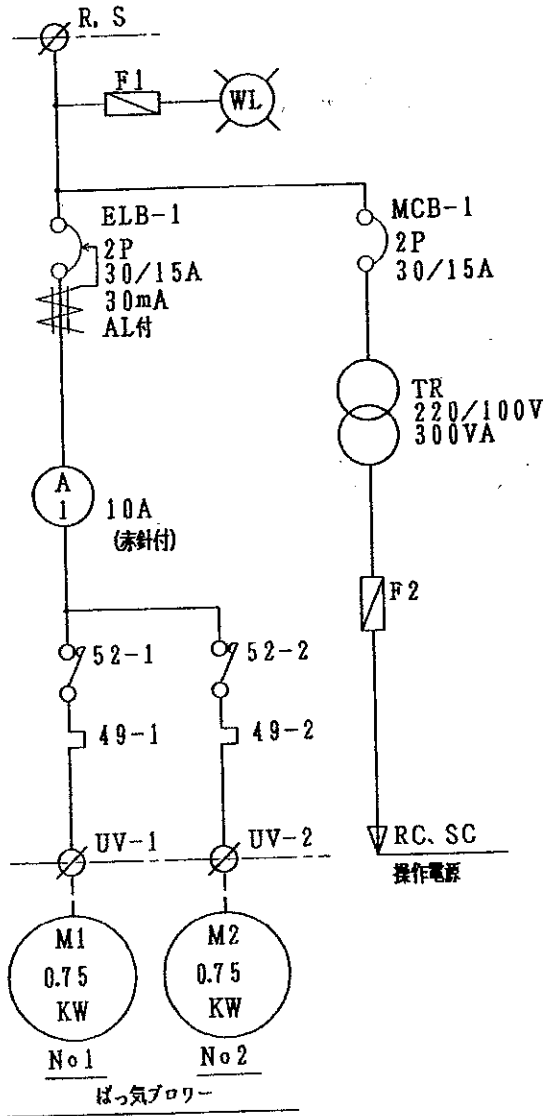 R, S
F1
WL
ELB-1
2P
30/15A
30mA
AL付
MCB-1
2P
30/15A
TR
220/100V
300VA
A
1
10A
(赤針付)
F2
52-1
52-2
49-1
49-2
UV-1
UV-2
RC、SC
操作電源
M1
0.75
KW
M2
0.75
KW
No1
No2
ばっ気ブロワー